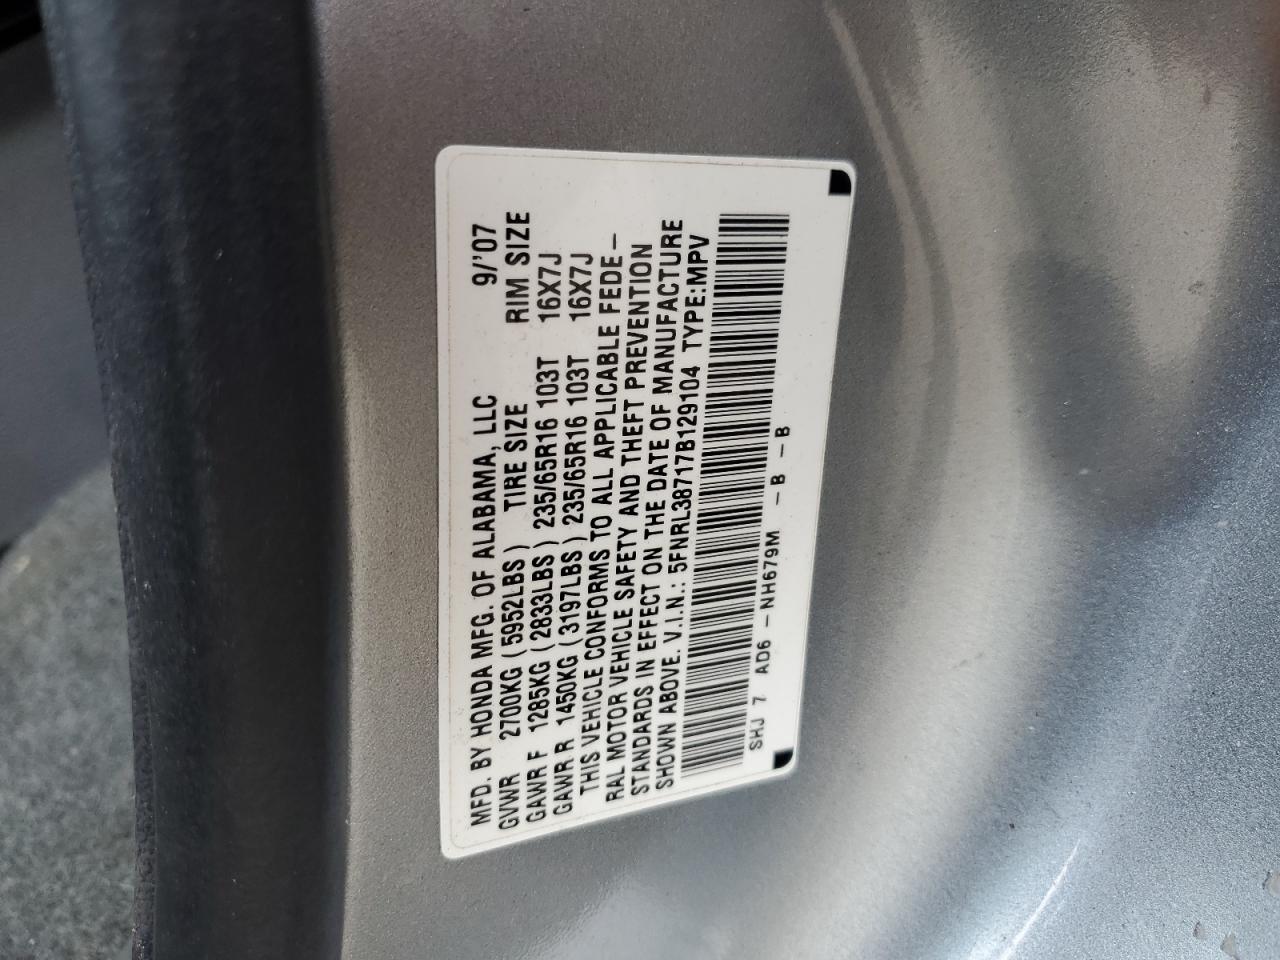 MFD. BY HONDA MFG. OF ALABAMA, LLC 9/'07
GVWR 2700KG (5952LBS) TIRE SIZE RIM SIZE
GAWR F 1285KG (2833LBS) 235/65R16 103T 16X7J
GAWR R 1450KG (3197LBS) 235/65R16 103T 16X7J
THIS VEHICLE CONFORMS TO ALL APPLICABLE FEDE-
RAL MOTOR VEHICLE SAFETY AND THEFT PREVENTION
STANDARDS IN EFFECT ON THE DATE OF MANUFACTURE
SHOWN ABOVE. V.I.N.: 5FNRL38717B129104 TYPE:MPV
SHJ 7 AD6 -NH679M -B -B